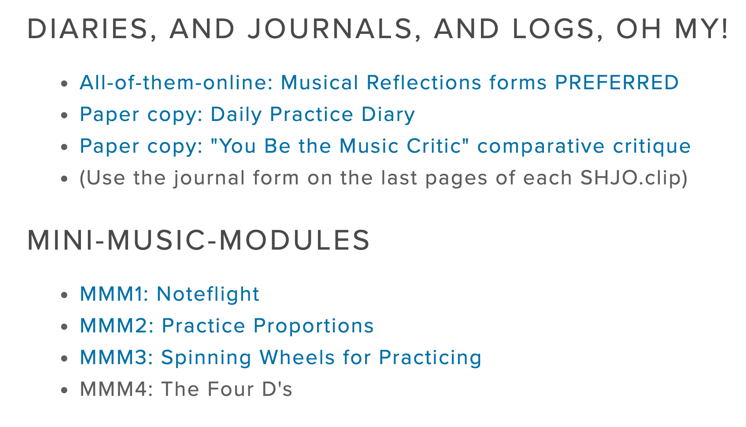 DIARIES, AND JOURNALS, AND LOGS, OH MY!
• All-of-them-online: Musical Reflections forms PREFERRED
• Paper copy: Daily Practice Diary
• Paper copy: "You Be the Music Critic" comparative critique
• (Use the journal form on the last pages of each SHJO.clip)
MINI-MUSIC-MODULES
• MMM1: Noteflight
• MMM2: Practice Proportions
• MMM3: Spinning Wheels for Practicing
• MMM4: The Four D's